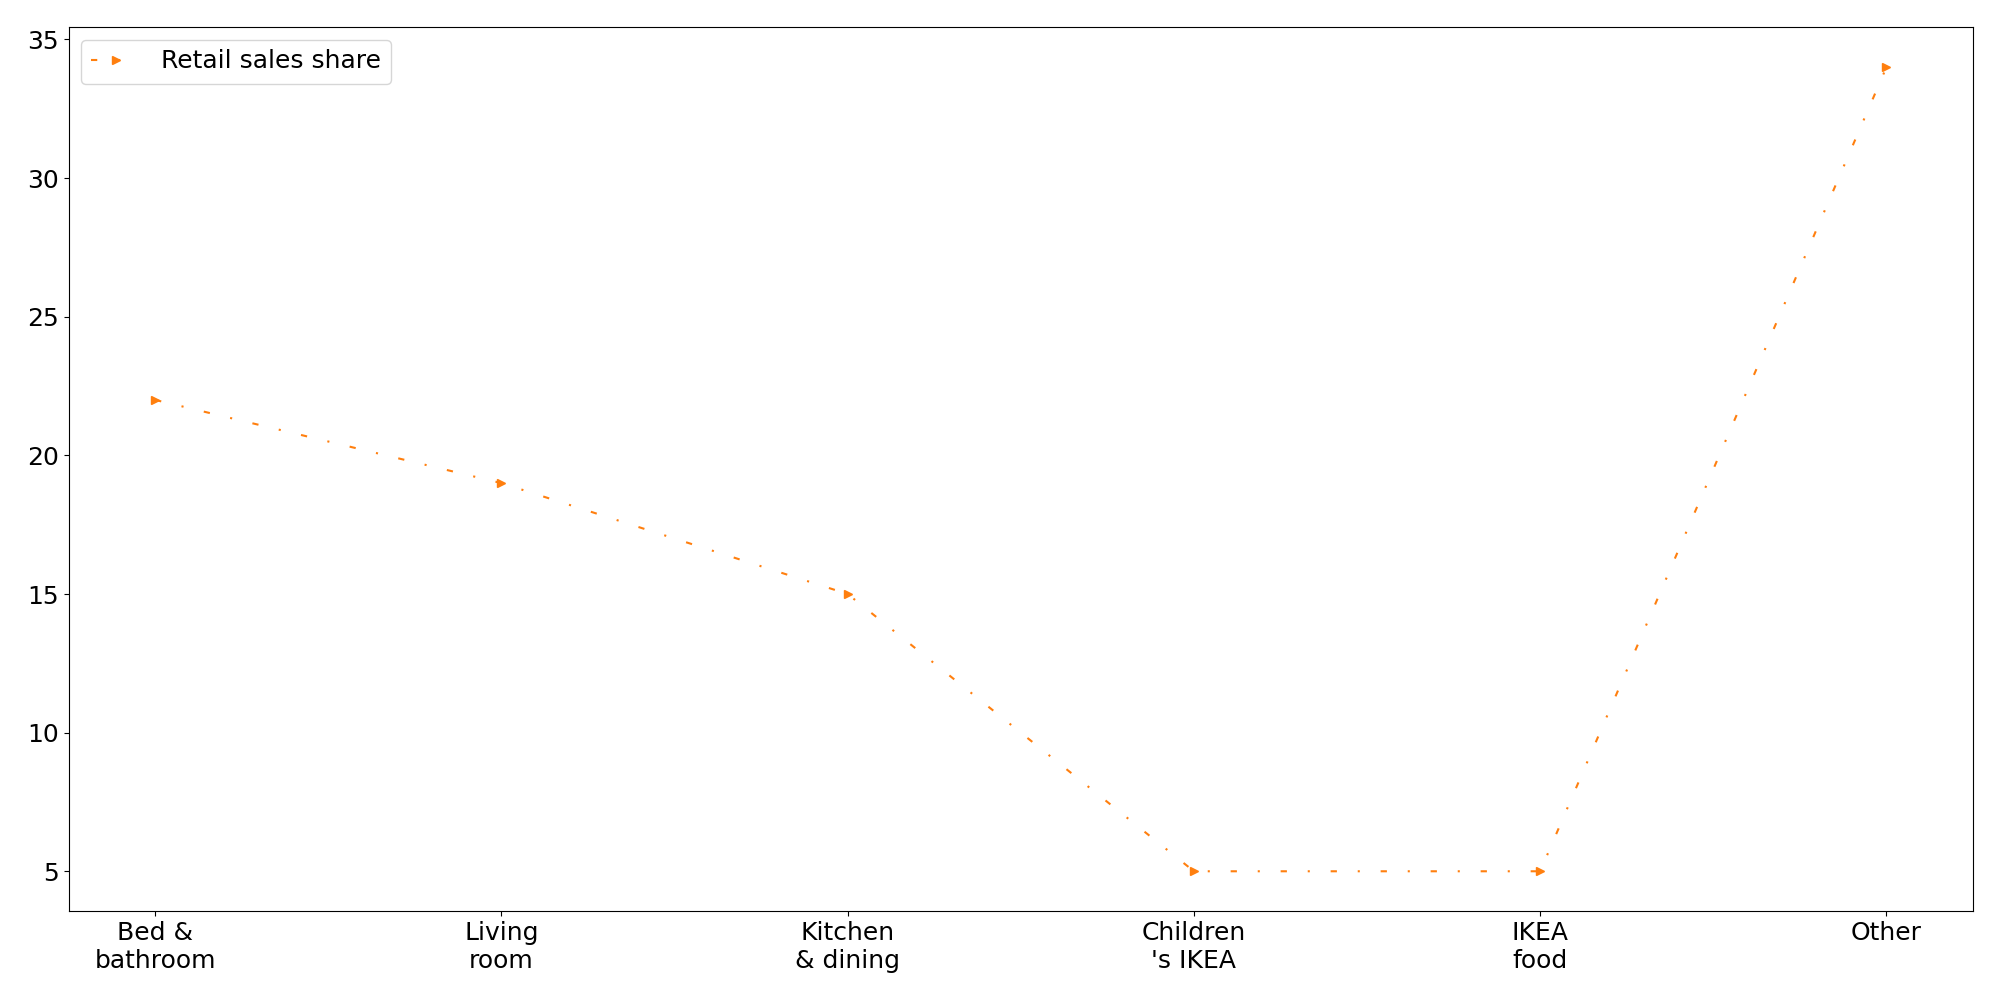 Retail sales share
35
30
25
20
15
10
5
Bed &
bathroom
Living
room
Kitchen
& dining
Children
's IKEA
IKEA
food
Other